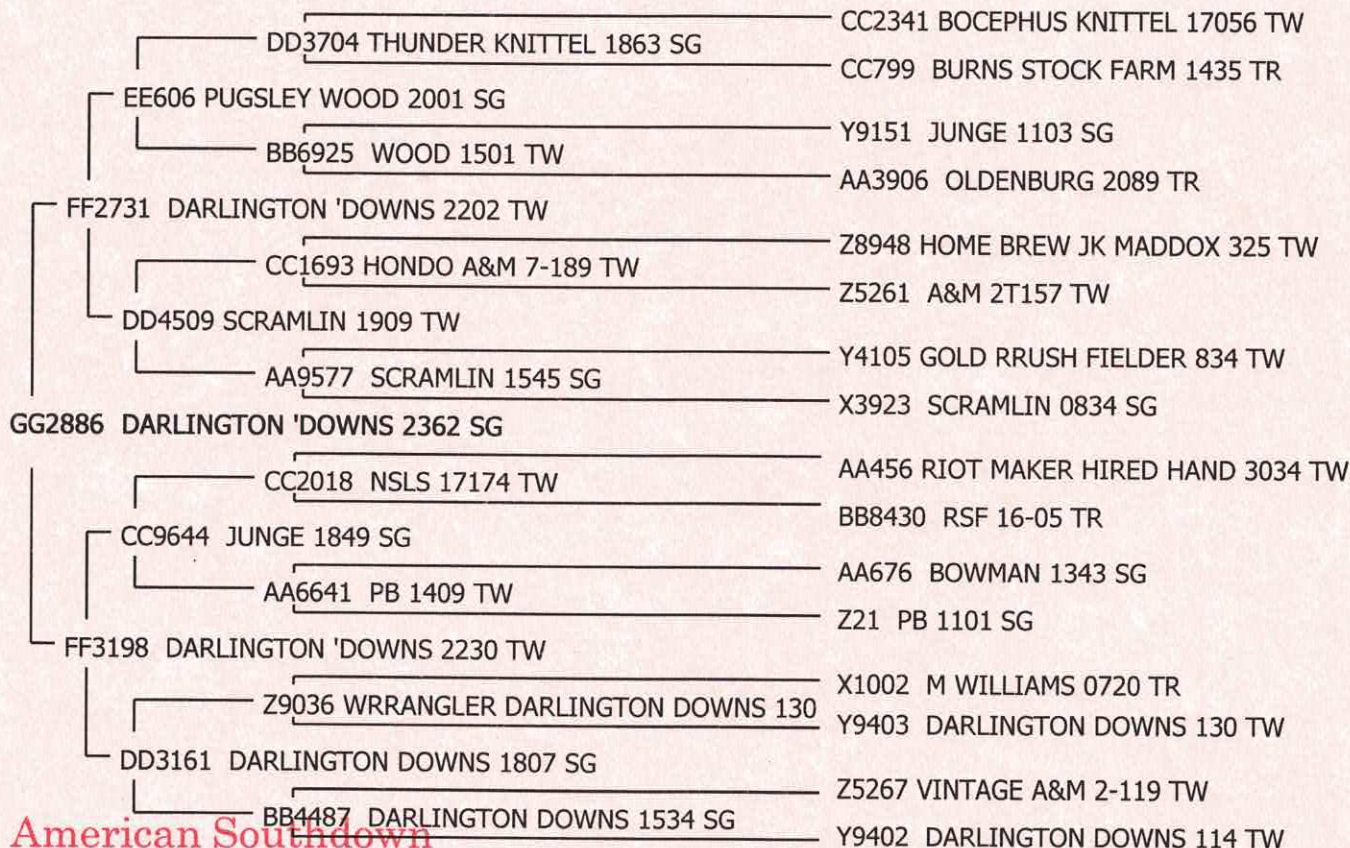 CC2341 BOCEPHUS KNITTEL 17056 TW
DD3704 THUNDER KNITTEL 1863 SG
CC799 BURNS STOCK FARM 1435 TR
EE606 PUGSLEY WOOD 2001 SG
Y9151 JUNGE 1103 SG
BB6925 WOOD 1501 TW
AA3906 OLDENBURG 2089 TR
FF2731 DARLINGTON 'DOWNS 2202 TW
Z8948 HOME BREW JK MADDOX 325 TW
CC1693 HONDO A&M 7-189 TW
Z5261 A&M 2T157 TW
DD4509 SCRAMLIN 1909 TW
Y4105 GOLD RRUSH FIELDER 834 TW
AA9577 SCRAMLIN 1545 SG
X3923 SCRAMLIN 0834 SG
GG2886 DARLINGTON 'DOWNS 2362 SG
AA456 RIOT MAKER HIRED HAND 3034 TW
CC2018 NSLS 17174 TW
BB8430 RSF 16-05 TR
CC9644 JUNGE 1849 SG
AA676 BOWMAN 1343 SG
AA6641 PB 1409 TW
Z21 PB 1101 SG
FF3198 DARLINGTON 'DOWNS 2230 TW
X1002 M WILLIAMS 0720 TR
Z9036 WRRANGLER DARLINGTON DOWNS 130
Y9403 DARLINGTON DOWNS 130 TW
DD3161 DARLINGTON DOWNS 1807 SG
Z5267 VINTAGE A&M 2-119 TW
BB4487 DARLINGTON DOWNS 1534 SG
Y9402 DARLINGTON DOWNS 114 TW
American Southdown